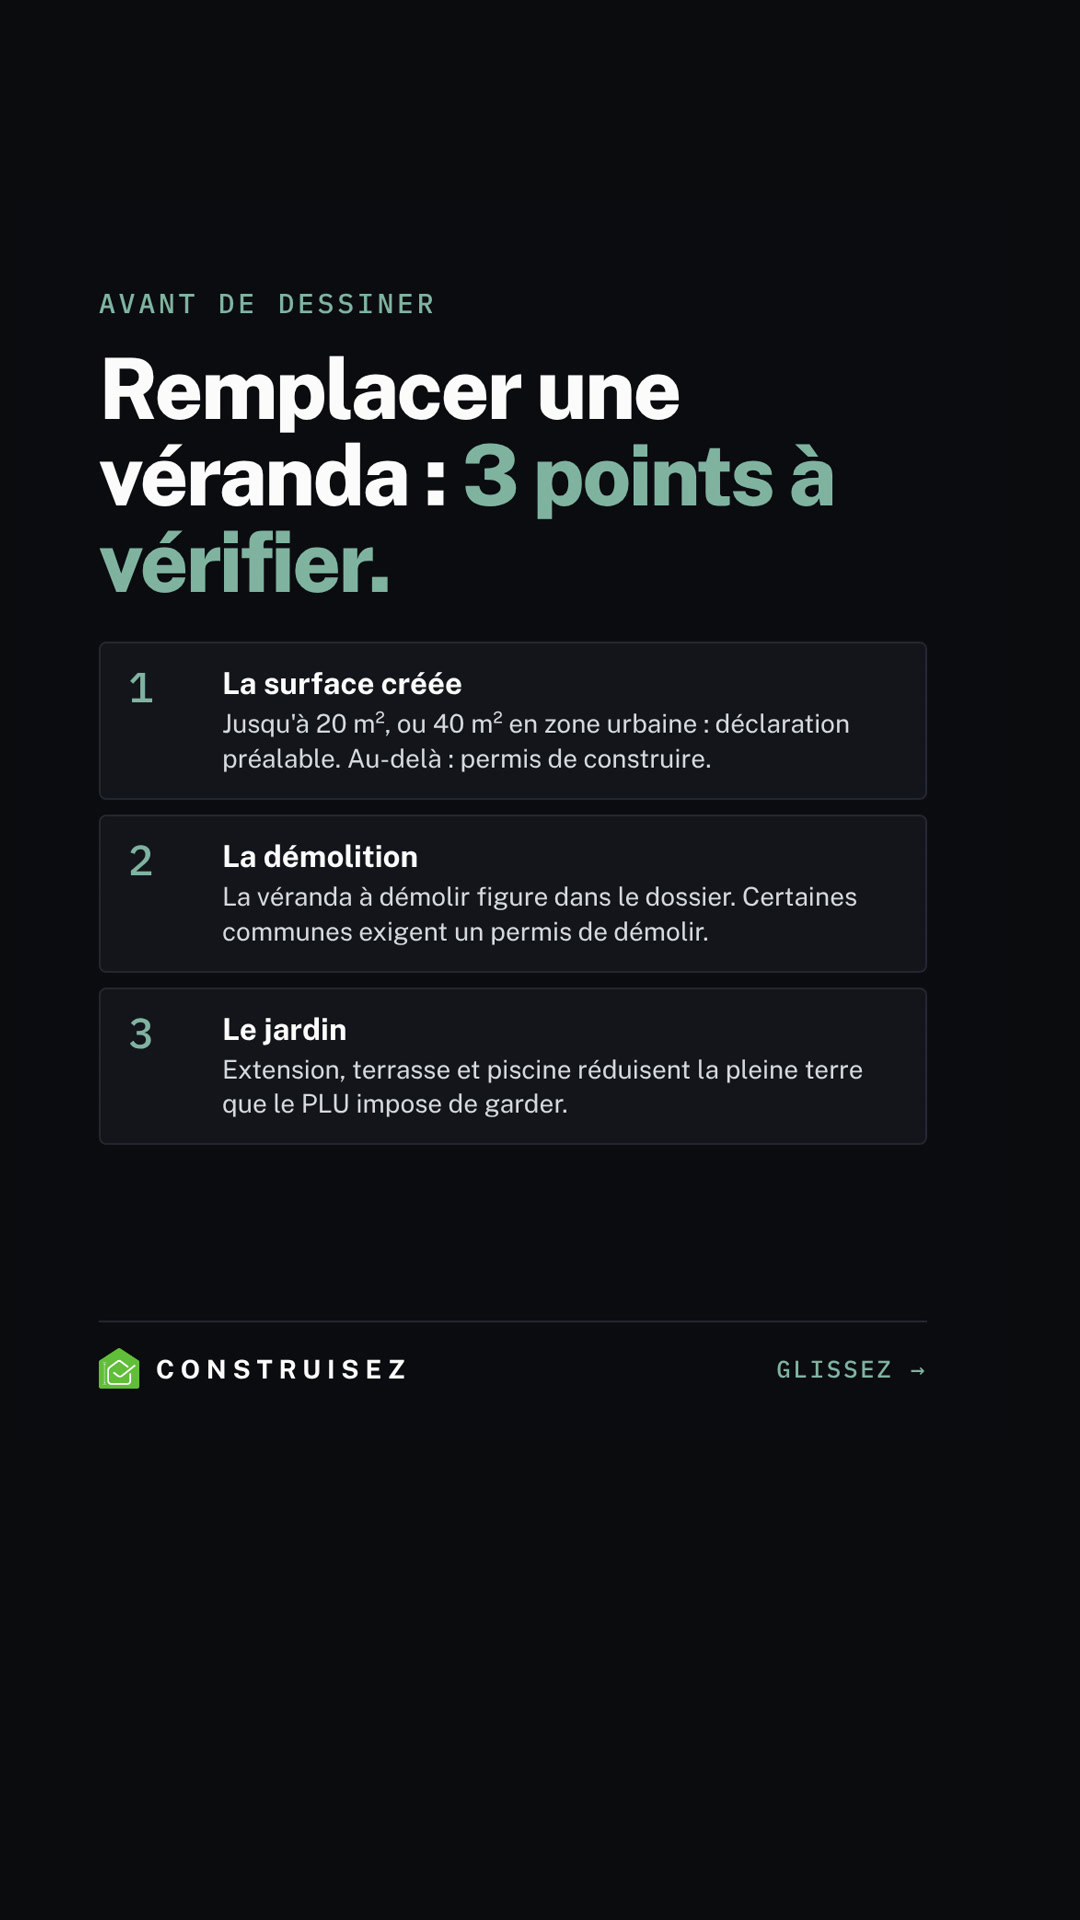 AVANT DE DESSINER
Remplacer une
véranda : 3 points à
vérifier.
1
La surface créée
Jusqu'à 20 m², ou 40 m² en zone urbaine : déclaration
préalable. Au-delà : permis de construire.
2
La démolition
La véranda à démolir figure dans le dossier. Certaines
communes exigent un permis de démolir.
3
Le jardin
Extension, terrasse et piscine réduisent la pleine terre
que le PLU impose de garder.
CONSTRUISEZ
GLISSEZ →